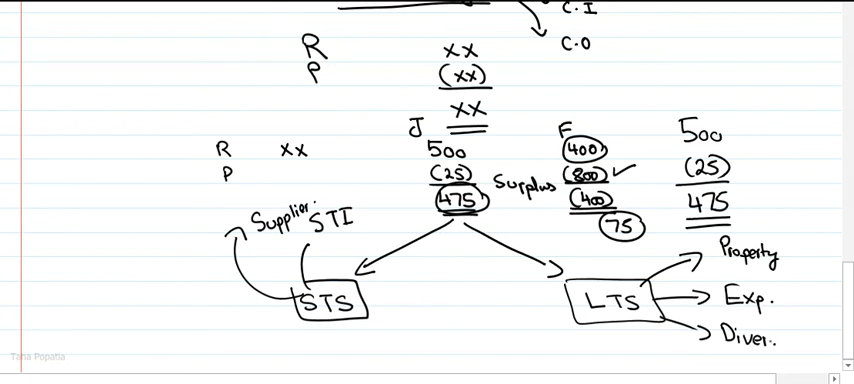 C.I
C.O
R xx
P (xx)
xx
J F
R xx 500 400 500
P (25) Surplus (800) (25)
475 (400) 475
75
Supplier. STI
Property
STS LTS Exp.
Diver..
Tana Popatia